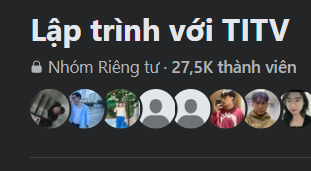 Lập trình với TITV
Nhóm Riêng tư · 27,5K thành viên